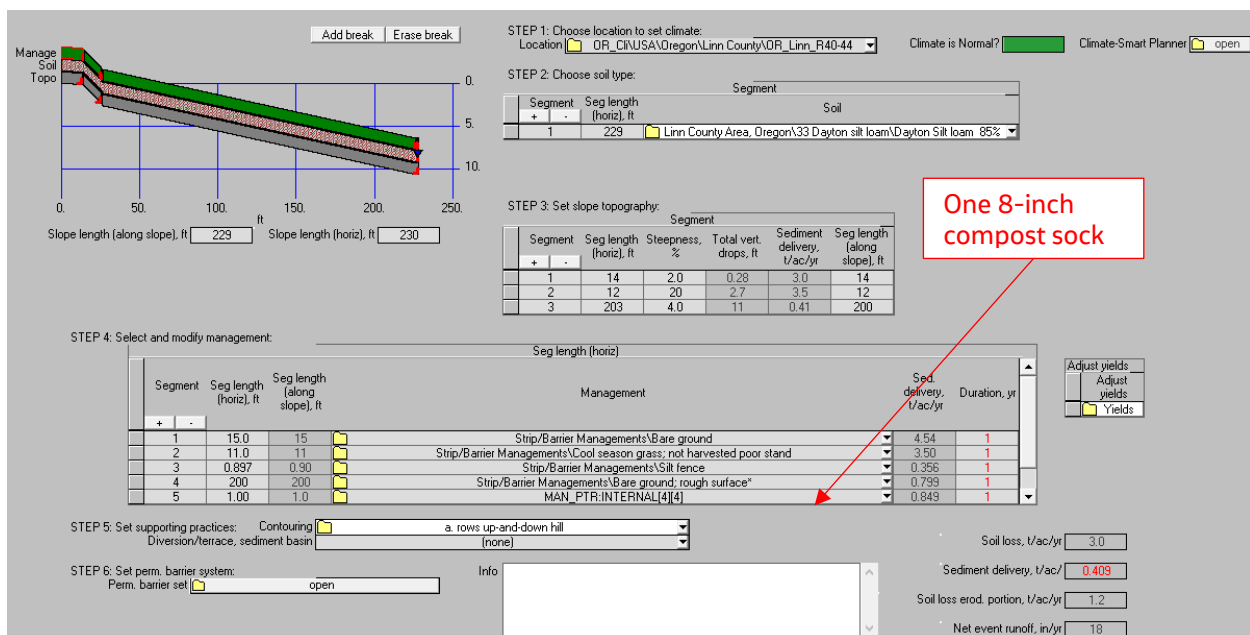 Add break Erase break
Manage
Soil
Topo
0.
5.
10.
0. 50. 100. 150. 200. 250.
ft
Slope length (along slope), ft 229 Slope length (horiz), ft 230
STEP 1: Choose location to set climate:
Location OR_Cli\USA\Oregon\Linn County\OR_Linn_R40-44
Climate is Normal? Climate-Smart Planner open
STEP 2: Choose soil type:
Segment
Segment Seg length (horiz), ft Soil
+ -
1 229 Linn County Area, Oregon\33 Dayton silt loam\Dayton Silt loam 85%
One 8-inch
compost sock
STEP 3: Set slope topography:
Segment
Segment Seg length (horiz), ft Steepness, % Total vert. drops, ft Sediment delivery, t/ac/yr Seg length (along slope), ft
+ -
1 14 2.0 0.28 3.0 14
2 12 20 2.7 3.5 12
3 203 4.0 11 0.41 200
STEP 4: Select and modify management:
Seg length (horiz)
Segment Seg length (horiz), ft Seg length (along slope), ft Management Sed. delivery, t/ac/yr Duration, yr
+ -
1 15.0 15 Strip/Barrier Managements\Bare ground 4.54 1
2 11.0 11 Strip/Barrier Managements\Cool season grass; not harvested poor stand 3.50 1
3 0.897 0.90 Strip/Barrier Managements\Silt fence 0.356 1
4 200 200 Strip/Barrier Managements\Bare ground; rough surface* 0.799 1
5 1.00 1.0 MAN_PTR:INTERNAL[4][4] 0.849 1
Adjust yields
Adjust
yields
Yields
STEP 5: Set supporting practices: Contouring a. rows up-and-down hill
Diversion/terrace, sediment basin (none)
STEP 6: Set perm. barrier system:
Perm. barrier set open
Info
Soil loss, t/ac/yr 3.0
Sediment delivery, t/ac/ 0.409
Soil loss erod. portion, t/ac/yr 1.2
Net event runoff, in/yr 18